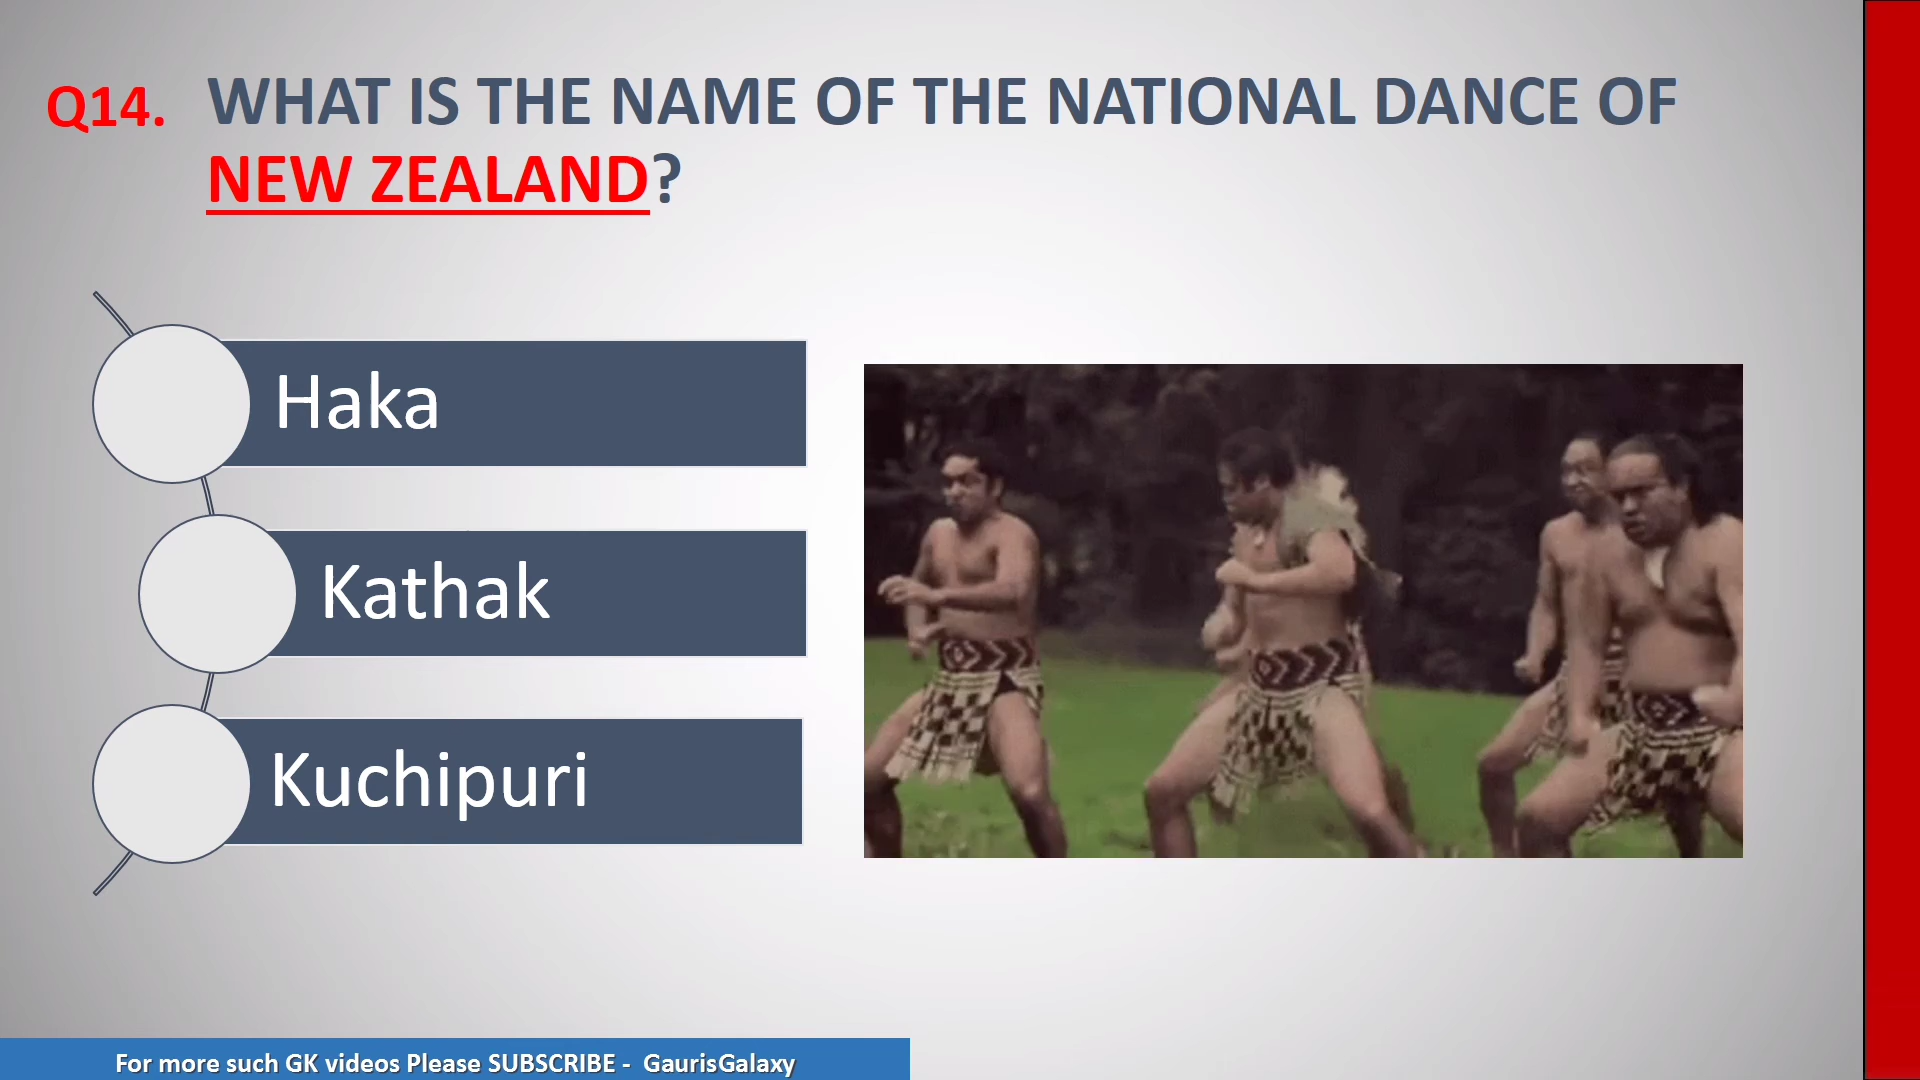 Q14. WHAT IS THE NAME OF THE NATIONAL DANCE OF
NEW ZEALAND?
Haka
Kathak
Kuchipuri
For more such GK videos Please SUBSCRIBE - GaurisGalaxy